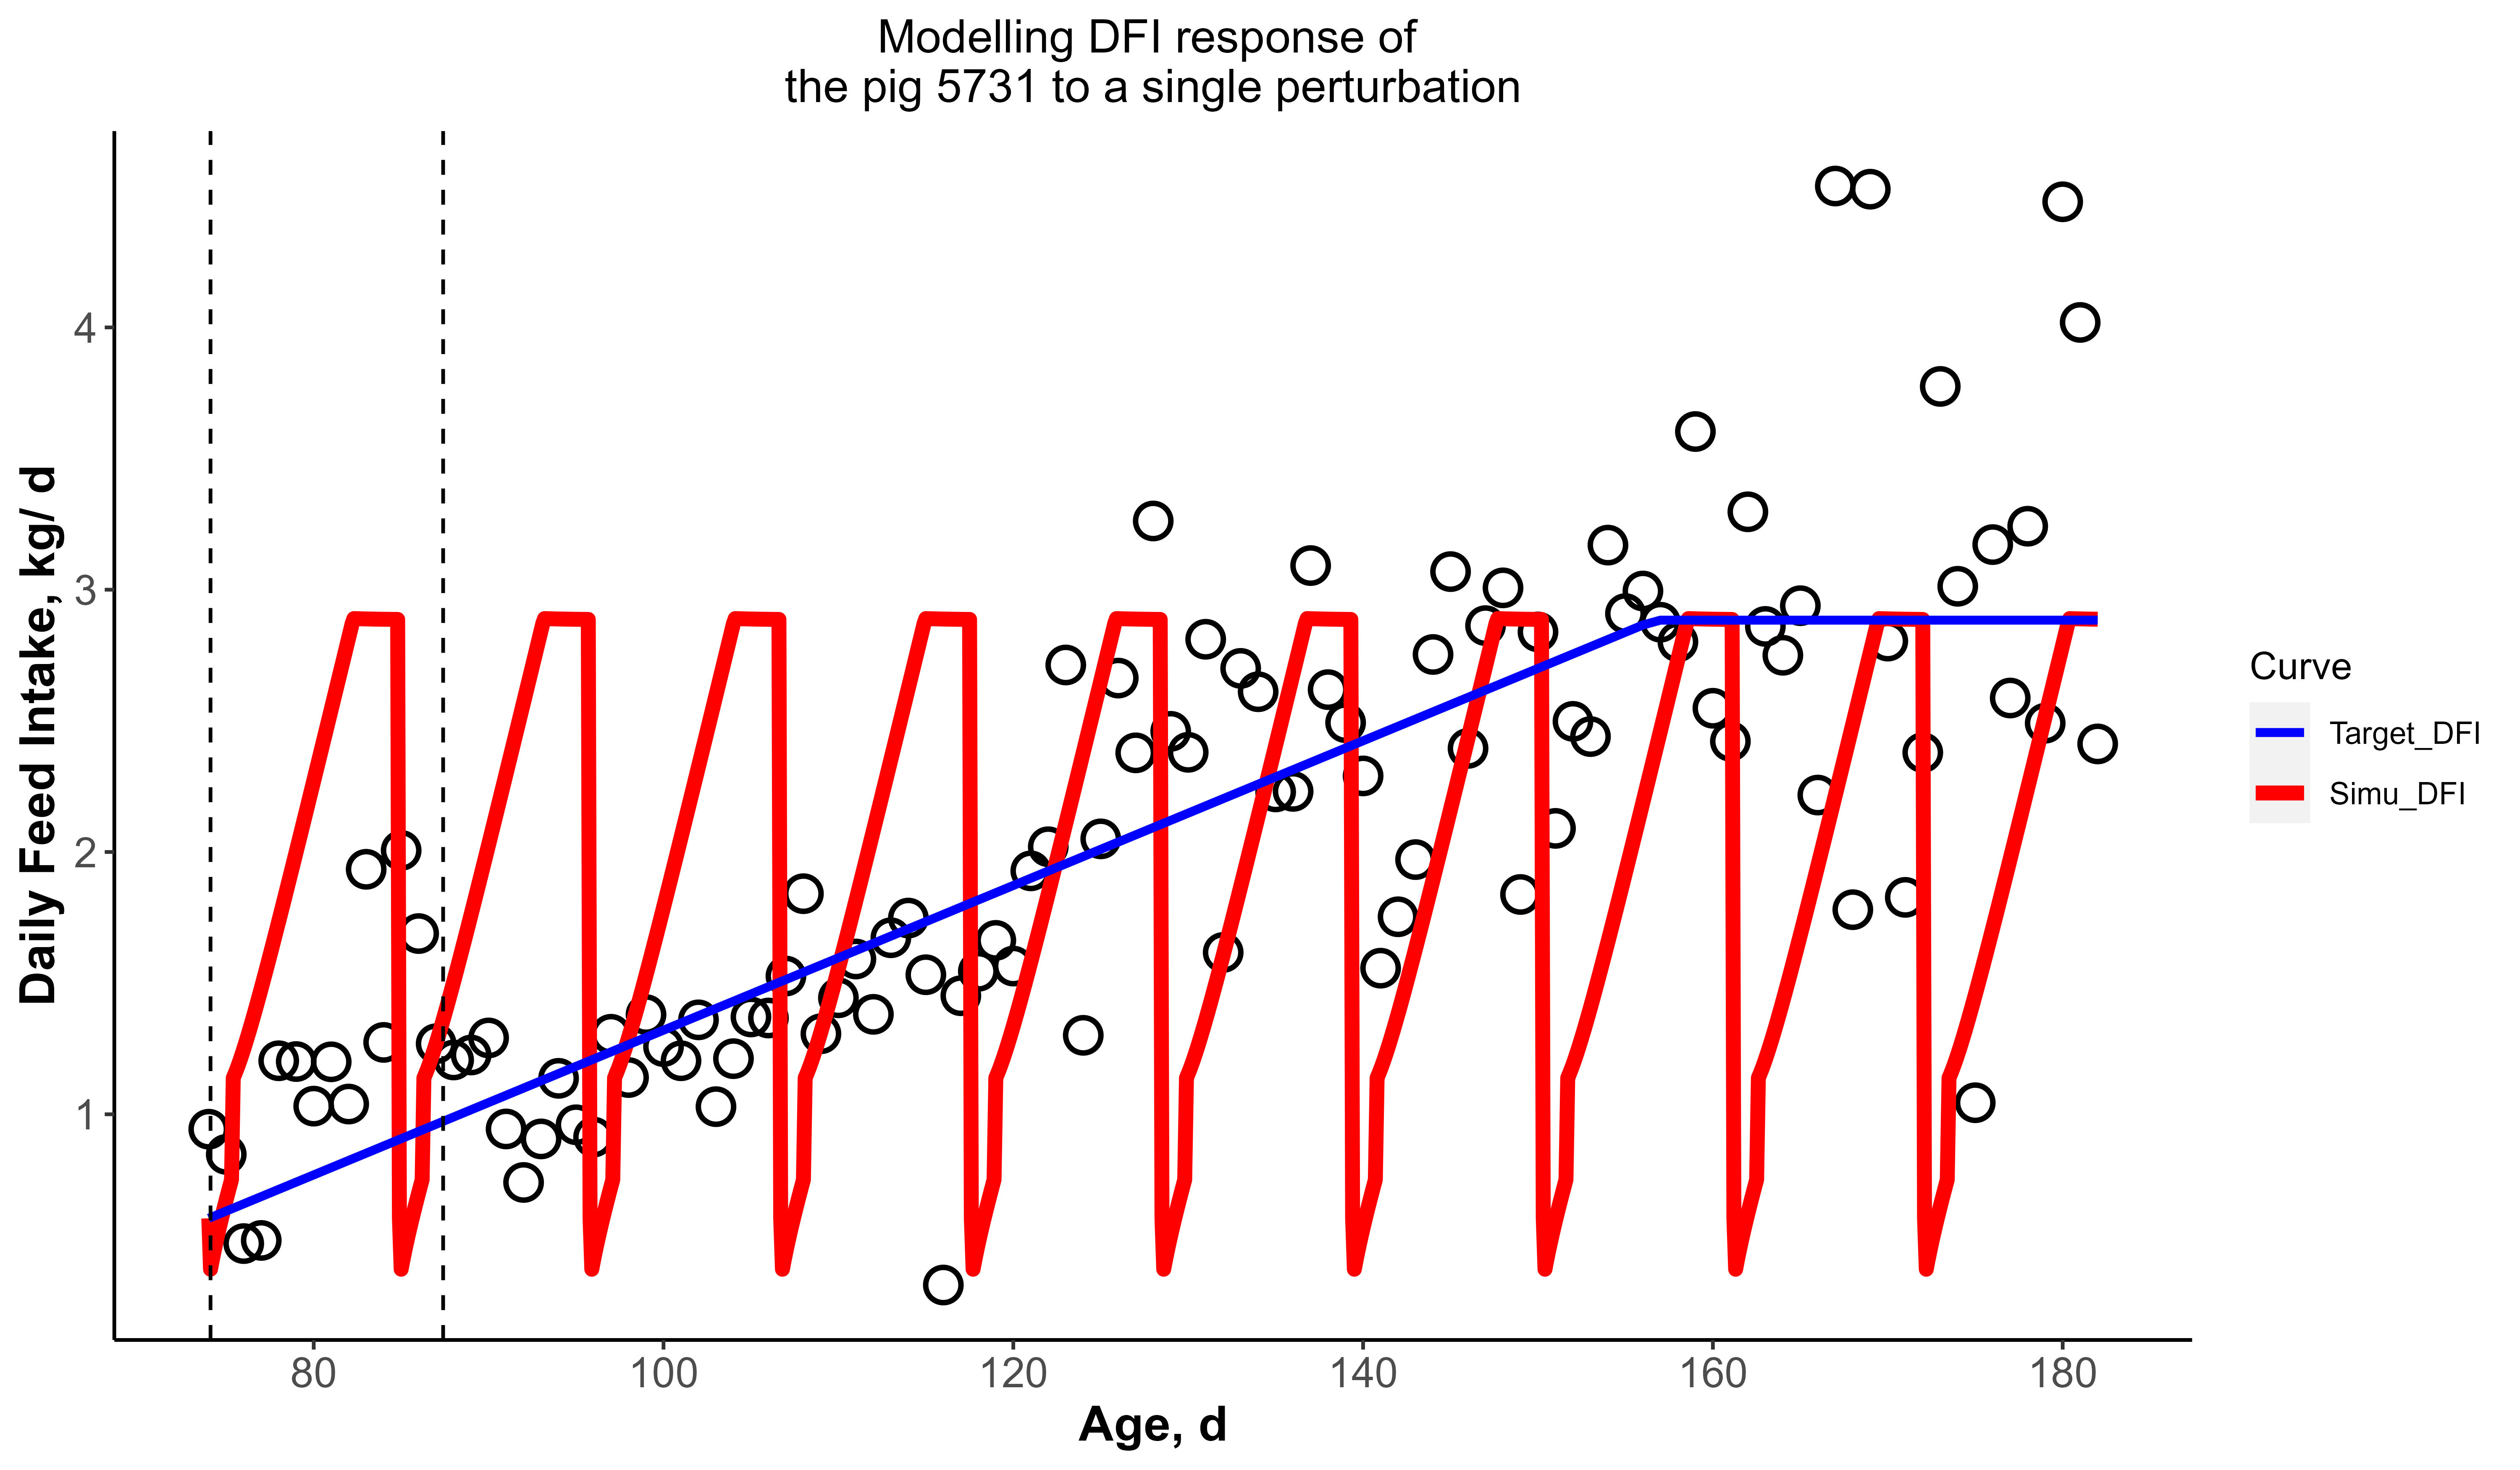 Modelling DFI response of
the pig 5731 to a single perturbation
Daily Feed Intake, kg/ d
4
3
2
1
80
100
120
140
160
180
Age, d
Curve
Target_DFI
Simu_DFI